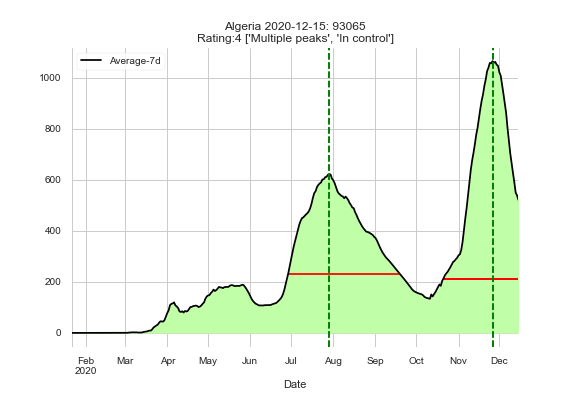 Algeria 2020-12-15: 93065
Rating:4 ['Multiple peaks', 'In control']
Average-7d
1000
800
600
400
200
0
Feb Mar Apr May Jun Jul Aug Sep Oct Nov Dec
2020
Date